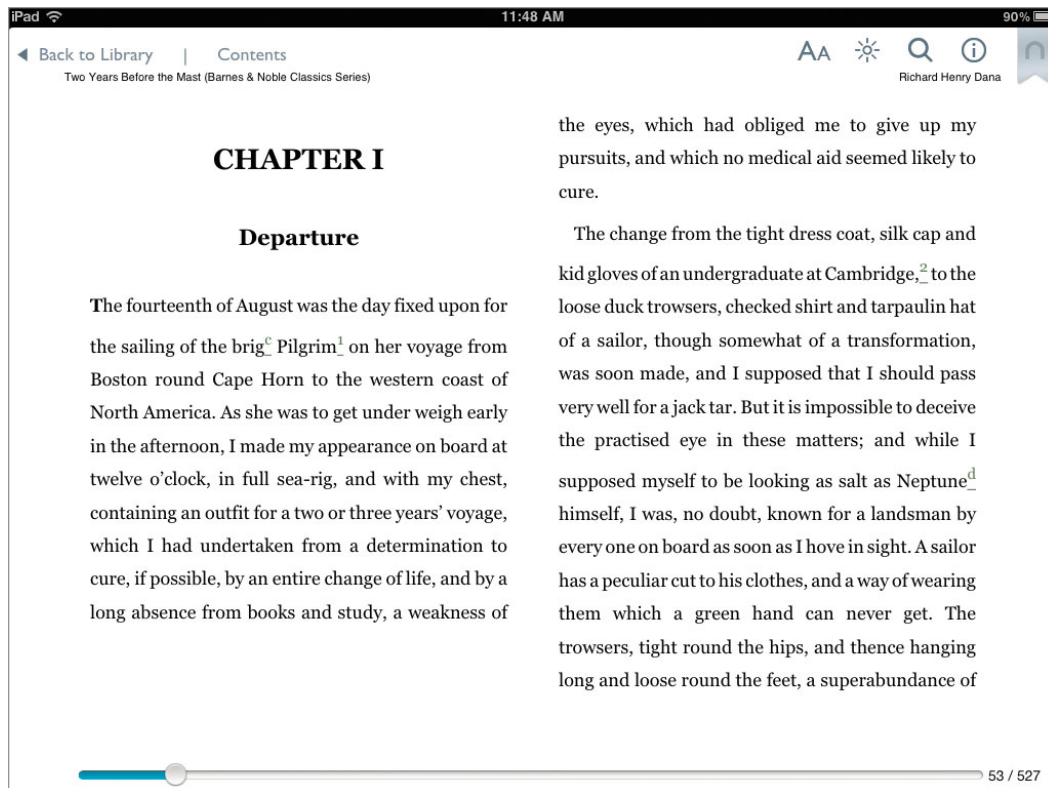 iPad 11:48 AM 90%
Back to Library | Contents AA
Two Years Before the Mast (Barnes & Noble Classics Series) Richard Henry Dana
CHAPTER I
Departure
The fourteenth of August was the day fixed upon for
the sailing of the brigc Pilgrim1 on her voyage from
Boston round Cape Horn to the western coast of
North America. As she was to get under weigh early
in the afternoon, I made my appearance on board at
twelve o’clock, in full sea-rig, and with my chest,
containing an outfit for a two or three years’ voyage,
which I had undertaken from a determination to
cure, if possible, by an entire change of life, and by a
long absence from books and study, a weakness of
the eyes, which had obliged me to give up my
pursuits, and which no medical aid seemed likely to
cure.
The change from the tight dress coat, silk cap and
kid gloves of an undergraduate at Cambridge,2 to the
loose duck trowsers, checked shirt and tarpaulin hat
of a sailor, though somewhat of a transformation,
was soon made, and I supposed that I should pass
very well for a jack tar. But it is impossible to deceive
the practised eye in these matters; and while I
supposed myself to be looking as salt as Neptuned
himself, I was, no doubt, known for a landsman by
every one on board as soon as I hove in sight. A sailor
has a peculiar cut to his clothes, and a way of wearing
them which a green hand can never get. The
trowsers, tight round the hips, and thence hanging
long and loose round the feet, a superabundance of
53 / 527